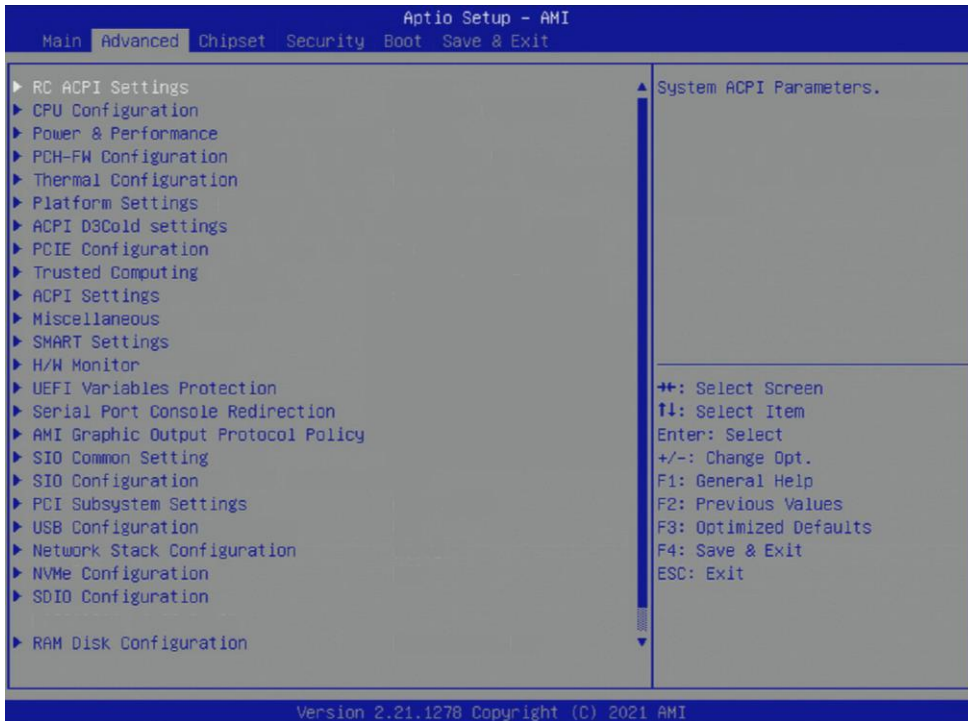 Aptio Setup – AMI
Main Advanced Chipset Security Boot Save & Exit
RC ACPI Settings
CPU Configuration
Power & Performance
PCH-FW Configuration
Thermal Configuration
Platform Settings
ACPI D3Cold settings
PCIE Configuration
Trusted Computing
ACPI Settings
Miscellaneous
SMART Settings
H/W Monitor
UEFI Variables Protection
Serial Port Console Redirection
AMI Graphic Output Protocol Policy
SIO Common Setting
SIO Configuration
PCI Subsystem Settings
USB Configuration
Network Stack Configuration
NVMe Configuration
SDIO Configuration
RAM Disk Configuration
System ACPI Parameters.
→←: Select Screen
↑↓: Select Item
Enter: Select
+/-: Change Opt.
F1: General Help
F2: Previous Values
F3: Optimized Defaults
F4: Save & Exit
ESC: Exit
Version 2.21.1278 Copyright (C) 2021 AMI